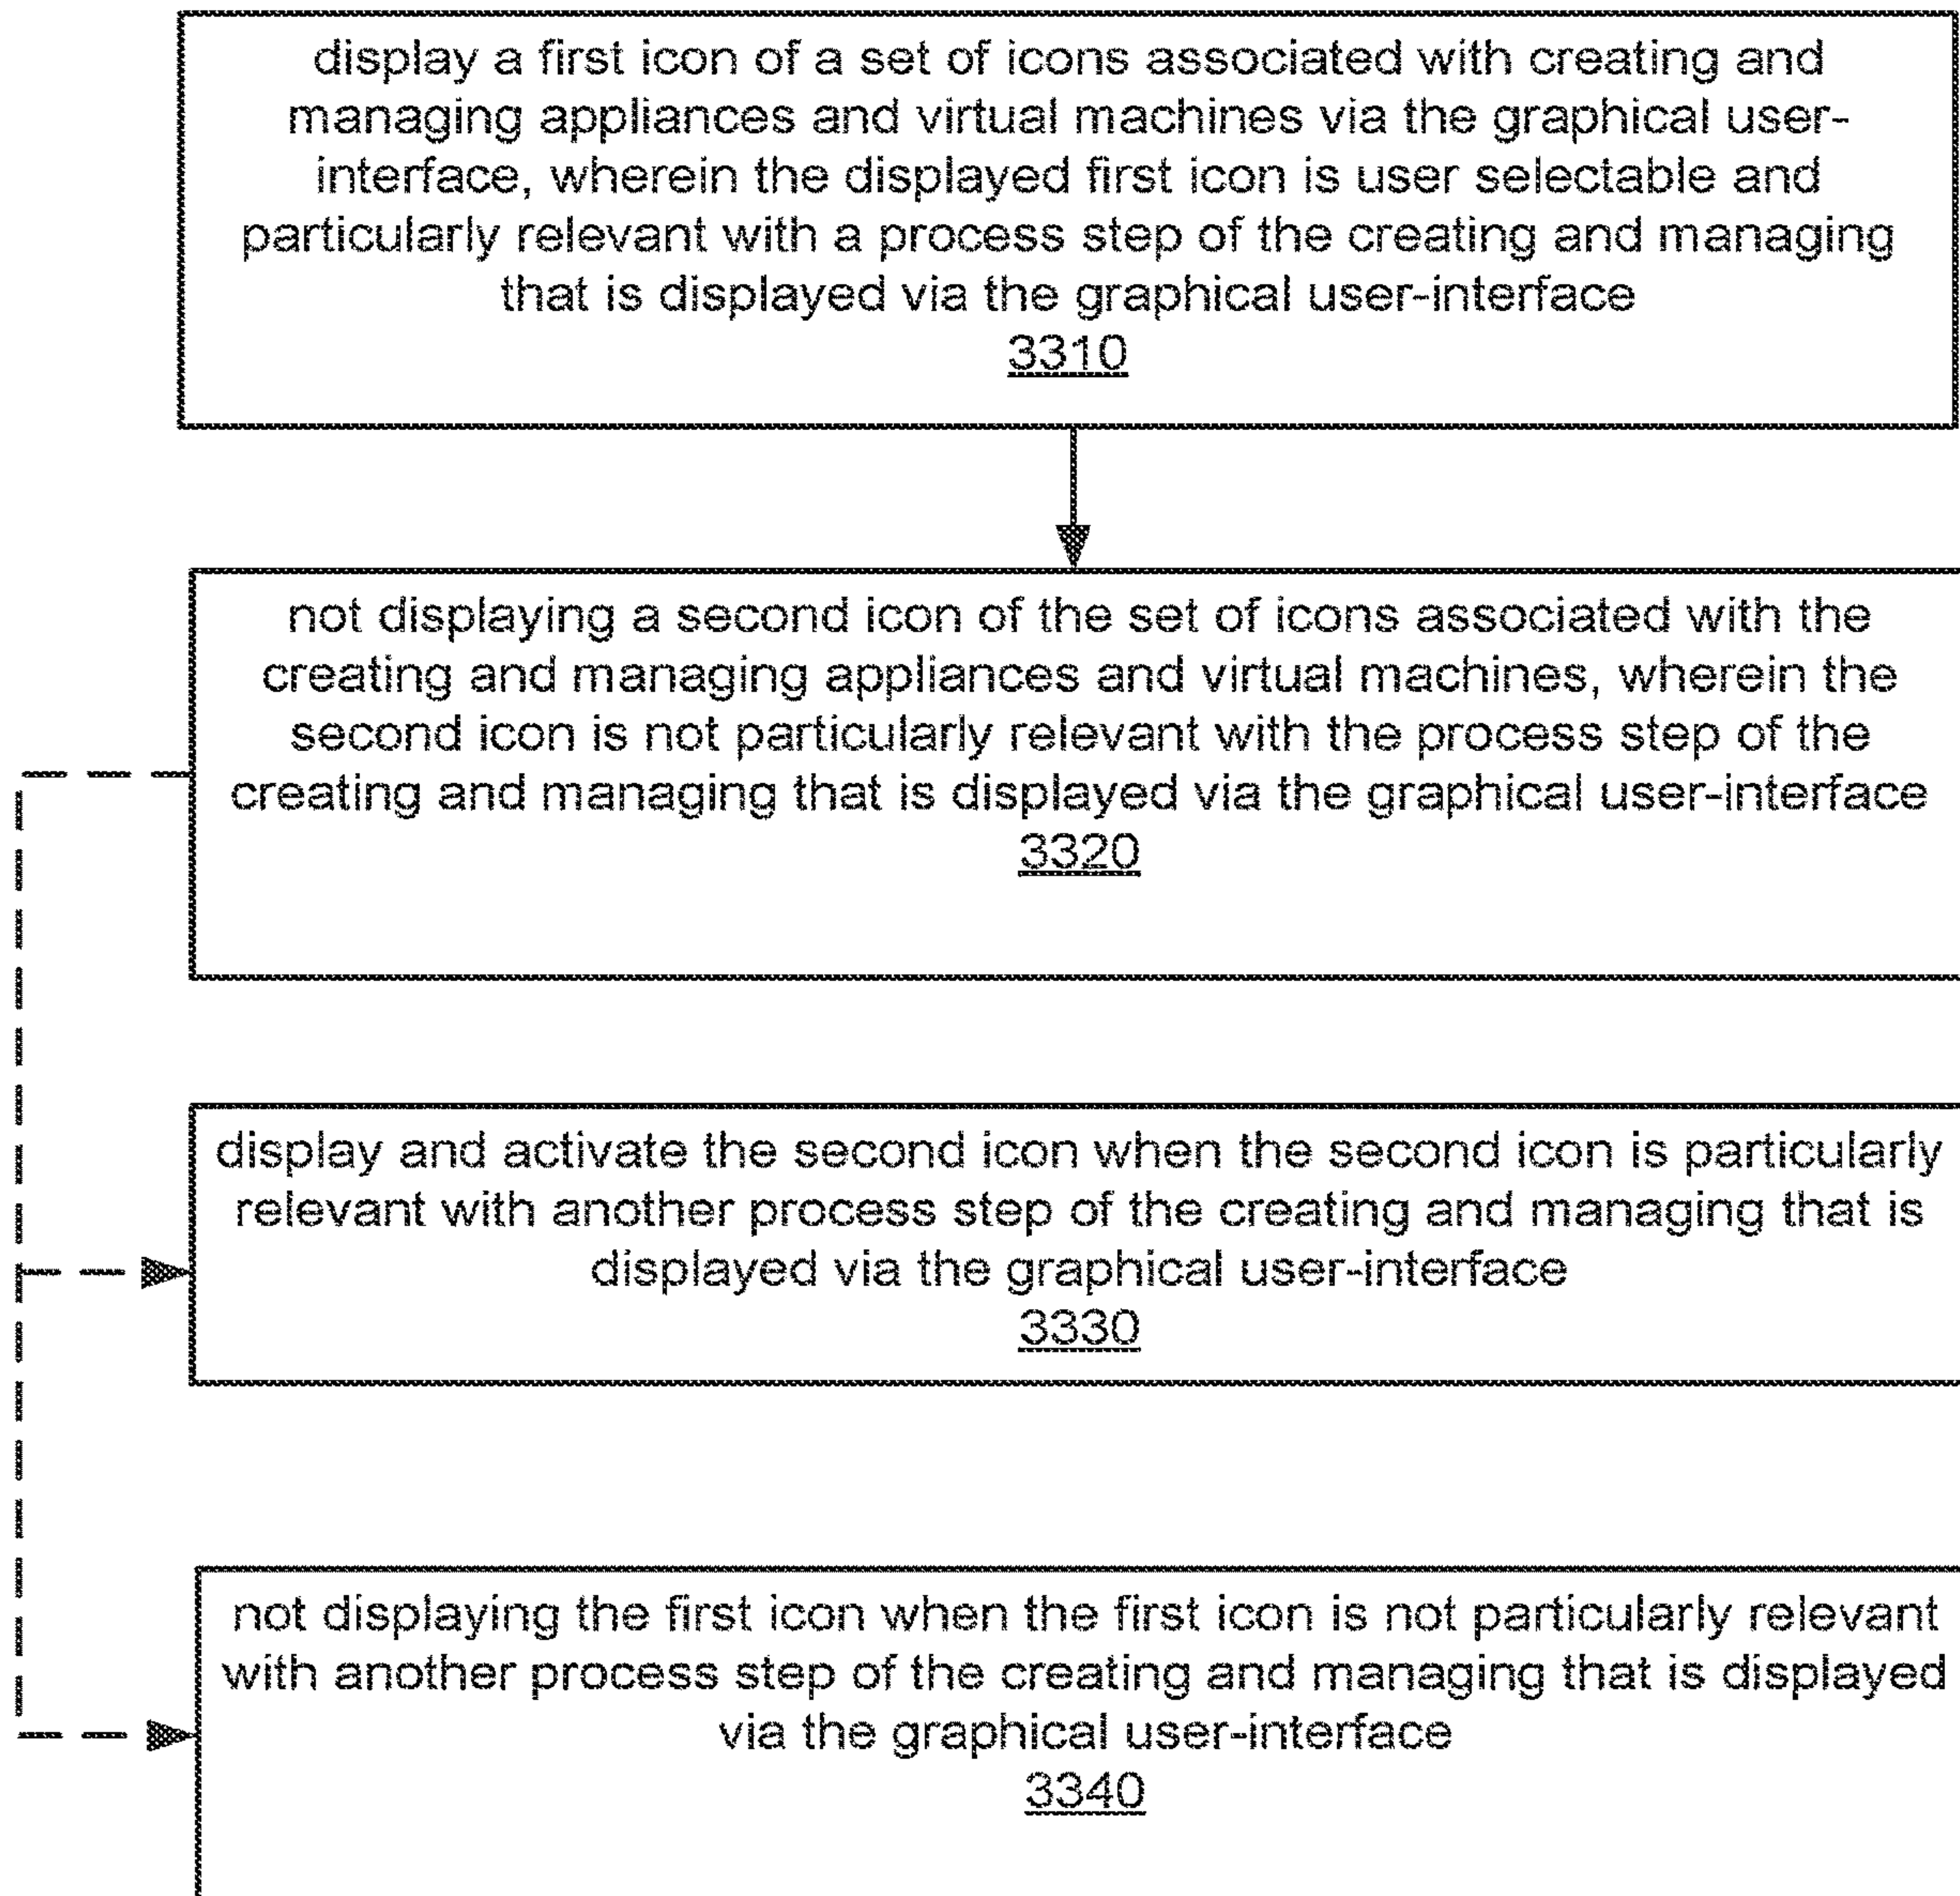 display a first icon of a set of icons associated with creating and
managing appliances and virtual machines via the graphical user-
interface, wherein the displayed first icon is user selectable and
particularly relevant with a process step of the creating and managing
that is displayed via the graphical user-interface
3310
not displaying a second icon of the set of icons associated with the
creating and managing appliances and virtual machines, wherein the
second icon is not particularly relevant with the process step of the
creating and managing that is displayed via the graphical user-interface
3320
display and activate the second icon when the second icon is particularly
relevant with another process step of the creating and managing that is
displayed via the graphical user-interface
3330
not displaying the first icon when the first icon is not particularly relevant
with another process step of the creating and managing that is displayed
via the graphical user-interface
3340